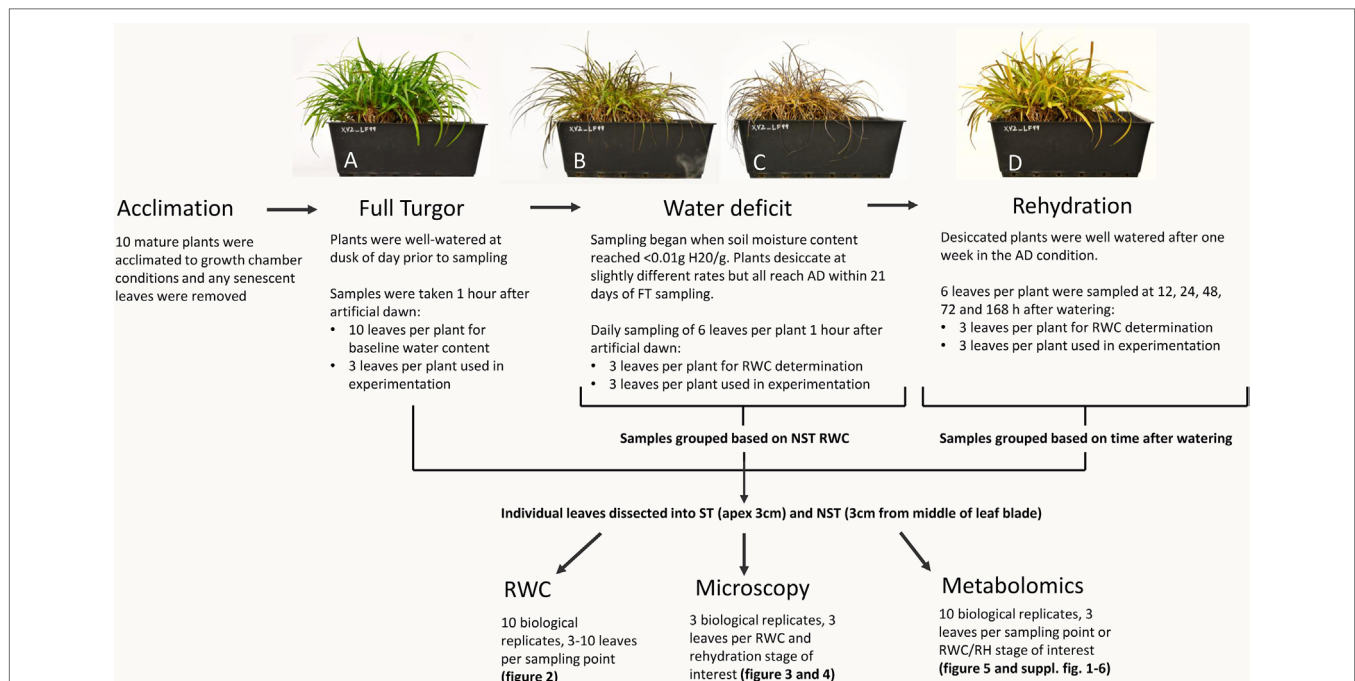 XV2_LF99
A
XV2_LF99
B
XV2_LF99
C
XV2_LF99
D
Acclimation
10 mature plants were
acclimated to growth chamber
conditions and any senescent
leaves were removed
Full Turgor
Plants were well-watered at
dusk of day prior to sampling
Samples were taken 1 hour after
artificial dawn:
• 10 leaves per plant for
baseline water content
• 3 leaves per plant used in
experimentation
Water deficit
Sampling began when soil moisture content
reached <0.01g H20/g. Plants desiccate at
slightly different rates but all reach AD within 21
days of FT sampling.
Daily sampling of 6 leaves per plant 1 hour after
artificial dawn:
• 3 leaves per plant for RWC determination
• 3 leaves per plant used in experimentation
Rehydration
Desiccated plants were well watered after one
week in the AD condition.
6 leaves per plant were sampled at 12, 24, 48,
72 and 168 h after watering:
• 3 leaves per plant for RWC determination
• 3 leaves per plant used in experimentation
Samples grouped based on NST RWC
Samples grouped based on time after watering
Individual leaves dissected into ST (apex 3cm) and NST (3cm from middle of leaf blade)
RWC
10 biological
replicates, 3-10 leaves
per sampling point
(figure 2)
Microscopy
3 biological replicates, 3
leaves per RWC and
rehydration stage of
interest (figure 3 and 4)
Metabolomics
10 biological replicates, 3
leaves per sampling point or
RWC/RH stage of interest
(figure 5 and suppl. fig. 1-6)